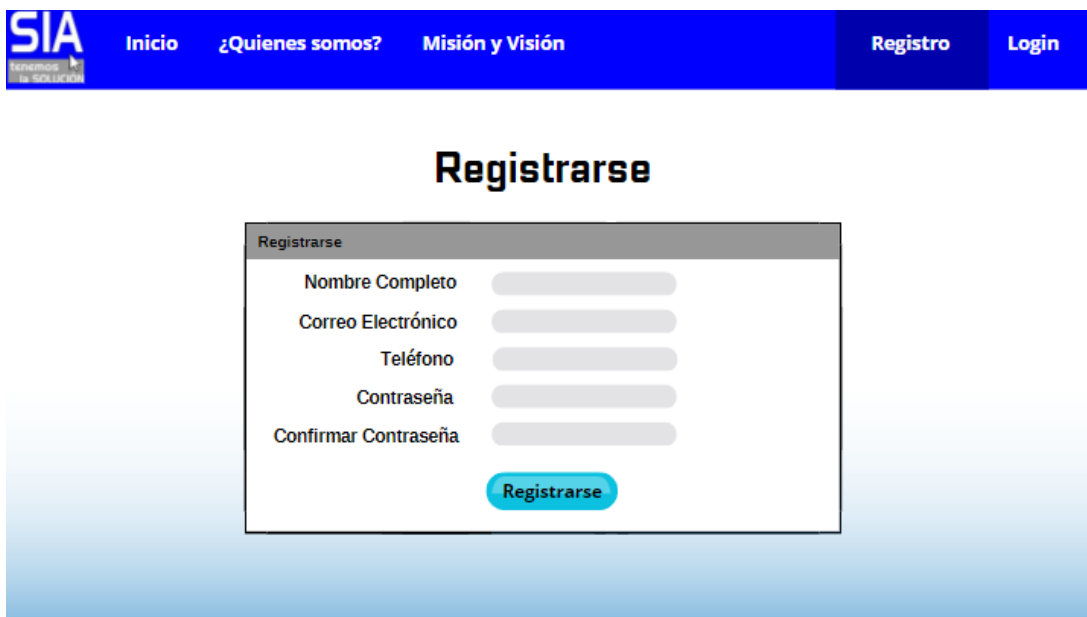 SIA
tenemos
la SOLUCIÓN
Inicio ¿Quienes somos? Misión y Visión Registro Login
Registrarse
Registrarse
Nombre Completo
Correo Electrónico
Teléfono
Contraseña
Confirmar Contraseña
Registrarse